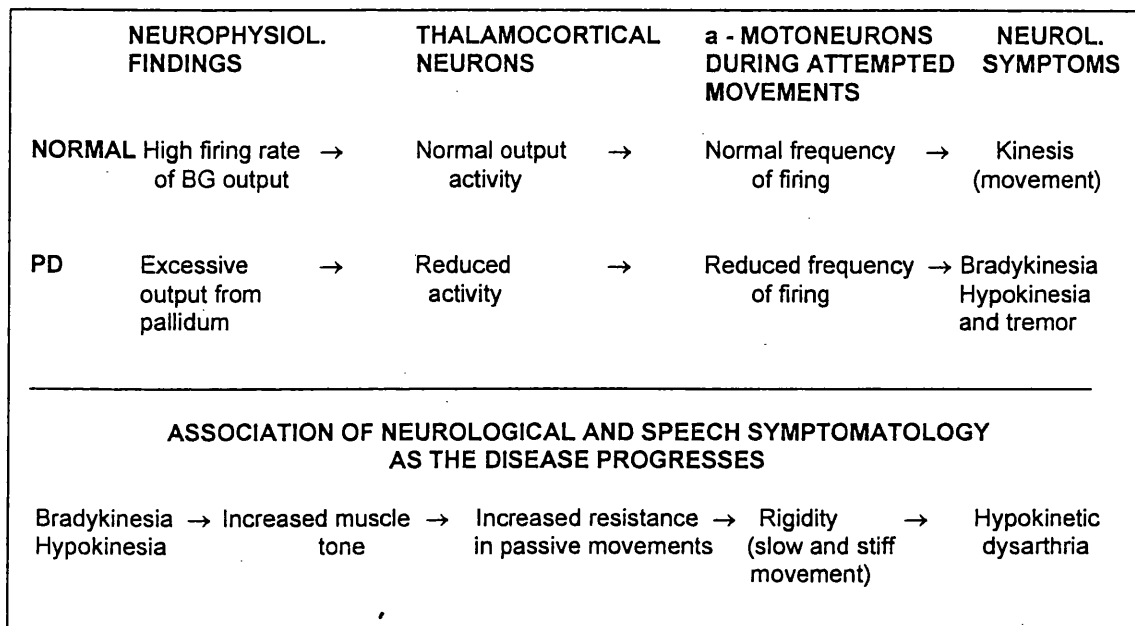 NEUROPHYSIOL. THALAMOCORTICAL a - MOTONEURONS NEUROL.
FINDINGS NEURONS DURING ATTEMPTED SYMPTOMS
MOVEMENTS
NORMAL High firing rate → Normal output → Normal frequency → Kinesis
of BG output activity of firing (movement)
PD Excessive → Reduced → Reduced frequency → Bradykinesia
output from activity of firing Hypokinesia
pallidum and tremor
ASSOCIATION OF NEUROLOGICAL AND SPEECH SYMPTOMATOLOGY
AS THE DISEASE PROGRESSES
Bradykinesia → Increased muscle → Increased resistance → Rigidity → Hypokinetic
Hypokinesia tone in passive movements (slow and stiff dysarthria
movement)